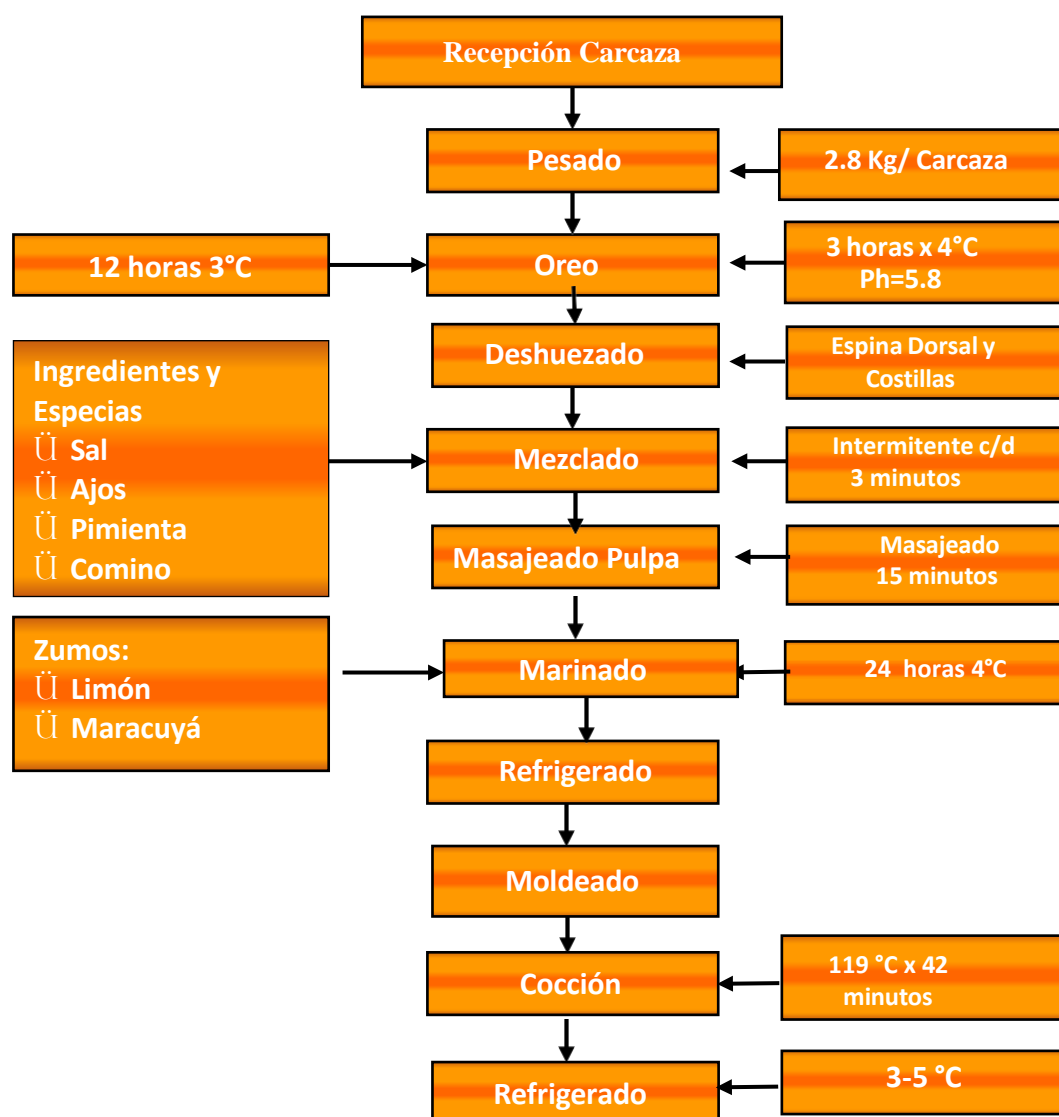 Recepción Carcaza
Pesado
2.8 Kg/ Carcaza
12 horas 3°C
Oreo
3 horas x 4°C
Ph=5.8
Deshuezado
Espina Dorsal y
Costillas
Ingredientes y
Especias
Ü Sal
Ü Ajos
Ü Pimienta
Ü Comino
Mezclado
Intermitente c/d
3 minutos
Masajeado Pulpa
Masajeado
15 minutos
Zumos:
Ü Limón
Ü Maracuyá
Marinado
24 horas 4°C
Refrigerado
Moldeado
Cocción
119 °C x 42
minutos
Refrigerado
3-5 °C